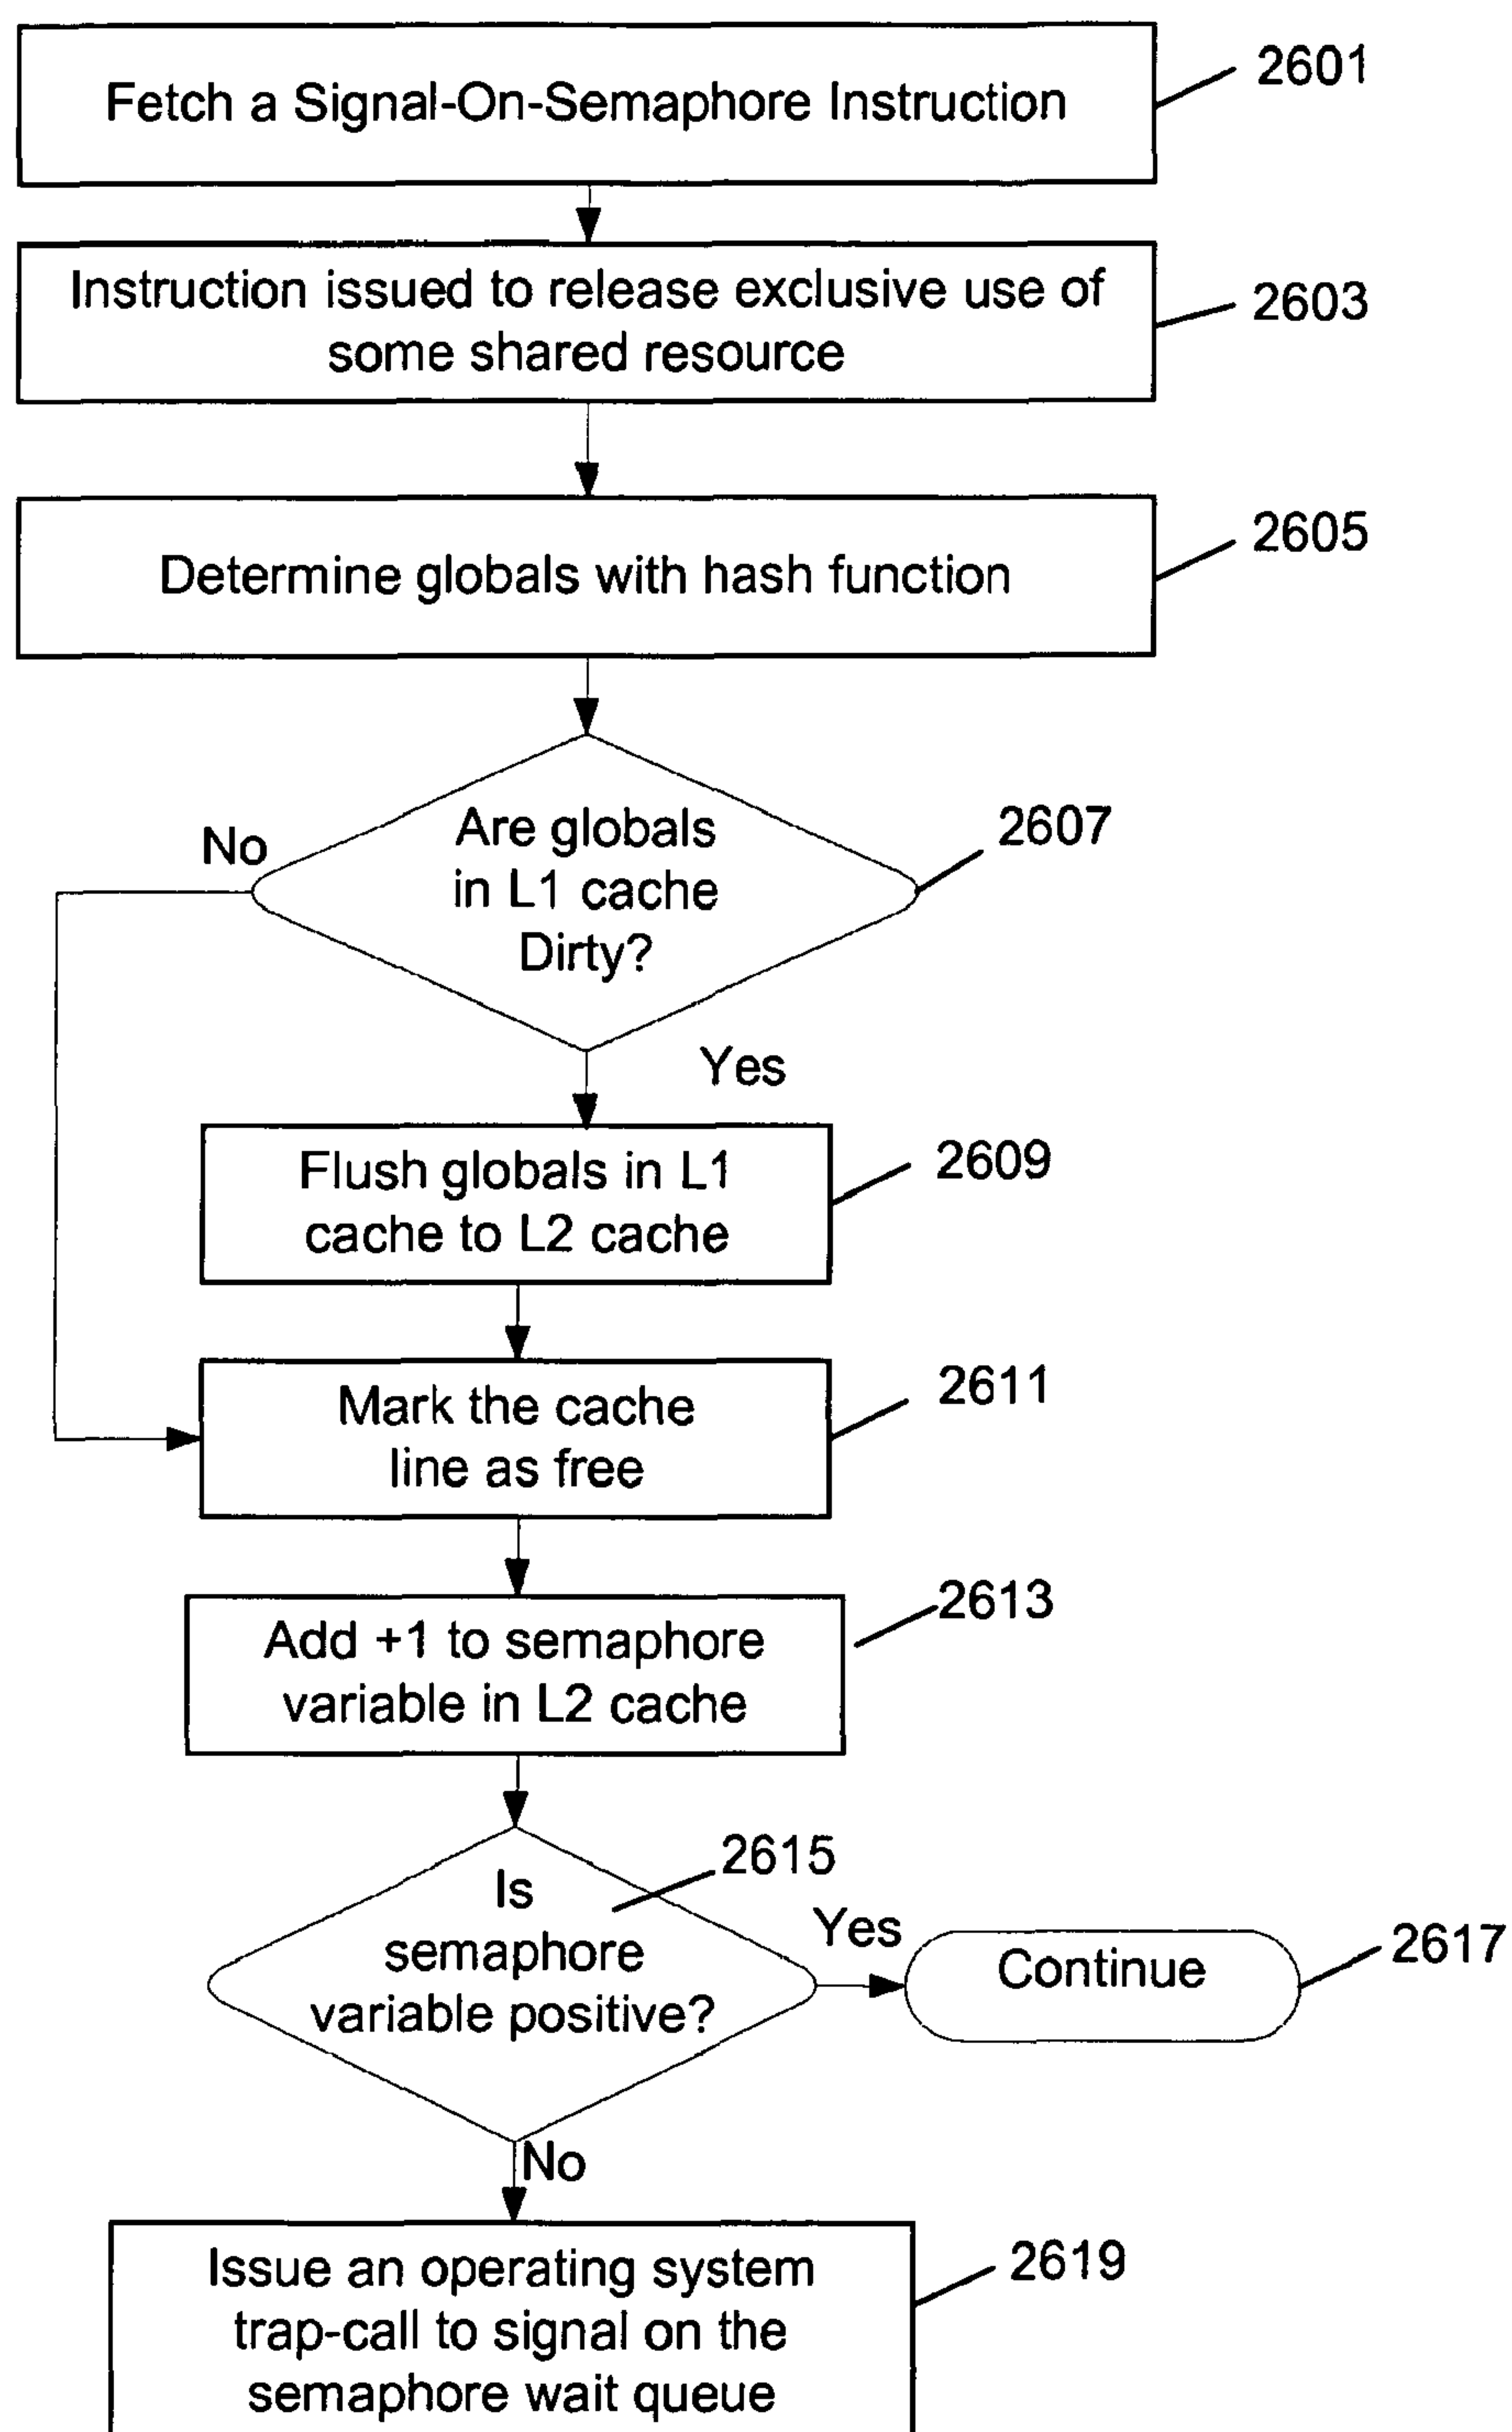 Fetch a Signal-On-Semaphore Instruction
2601
Instruction issued to release exclusive use of
some shared resource
2603
Determine globals with hash function
2605
Are globals
in L1 cache
Dirty?
2607
No
Yes
Flush globals in L1
cache to L2 cache
2609
Mark the cache
line as free
2611
Add +1 to semaphore
variable in L2 cache
2613
Is
semaphore
variable positive?
2615
Yes
Continue
2617
No
Issue an operating system
trap-call to signal on the
semaphore wait queue
2619